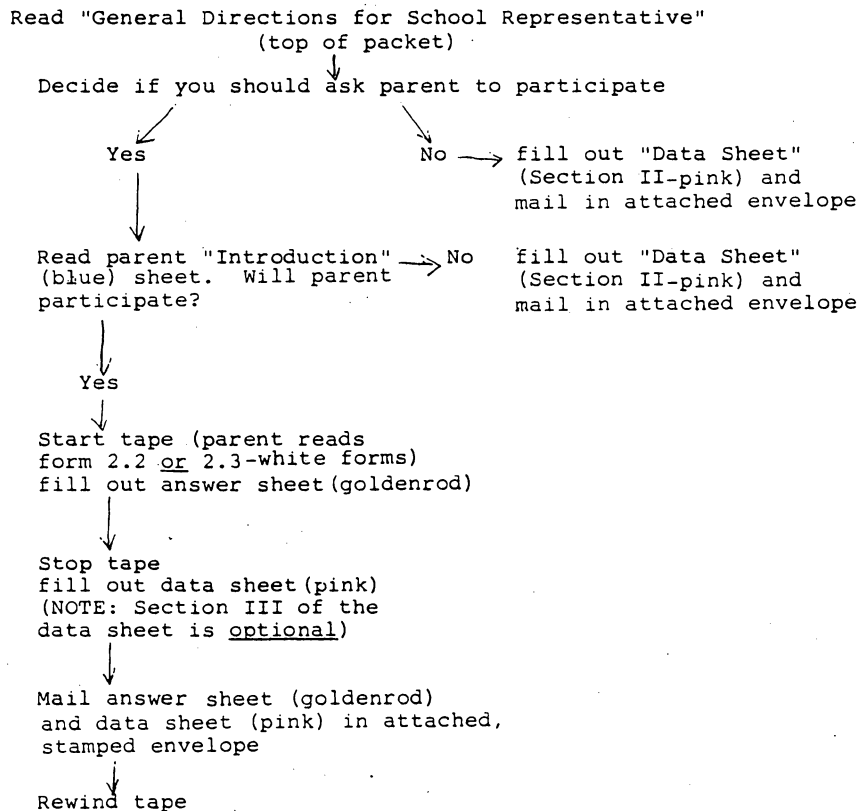 Read "General Directions for School Representative"
(top of packet)
Decide if you should ask parent to participate
Yes
No
fill out "Data Sheet"
(Section II-pink) and
mail in attached envelope
Read parent "Introduction"
(blue) sheet. Will parent
participate?
No
fill out "Data Sheet"
(Section II-pink) and
mail in attached envelope
Yes
Start tape (parent reads
form 2.2 or 2.3-white forms)
fill out answer sheet (goldenrod)
Stop tape
fill out data sheet (pink)
(NOTE: Section III of the
data sheet is optional)
Mail answer sheet (goldenrod)
and data sheet (pink) in attached,
stamped envelope
Rewind tape